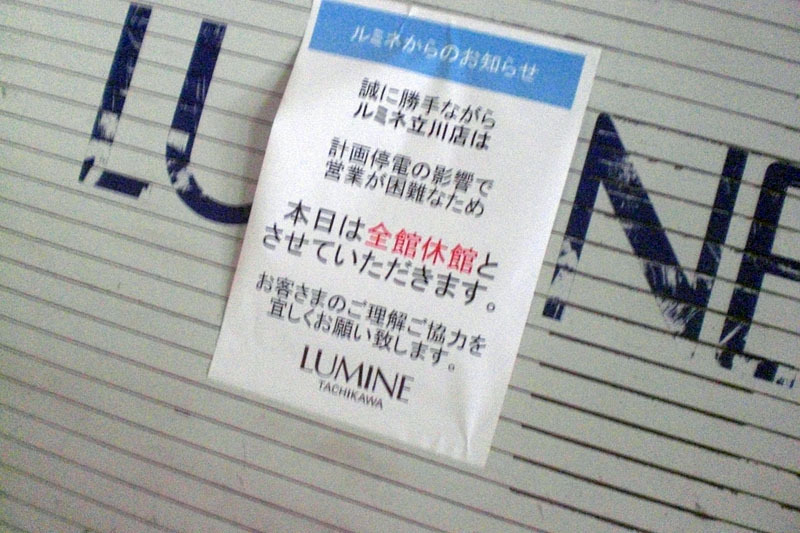 ルミネからのお知らせ
誠に勝手ながら
ルミネ立川店は
計画停電の影響で
営業が困難なため
本日は全館休館と
させていただきます。
お客さまのご理解ご協力を
宜しくお願い致します。
LUMINE
TACHIKAWA
LU NE